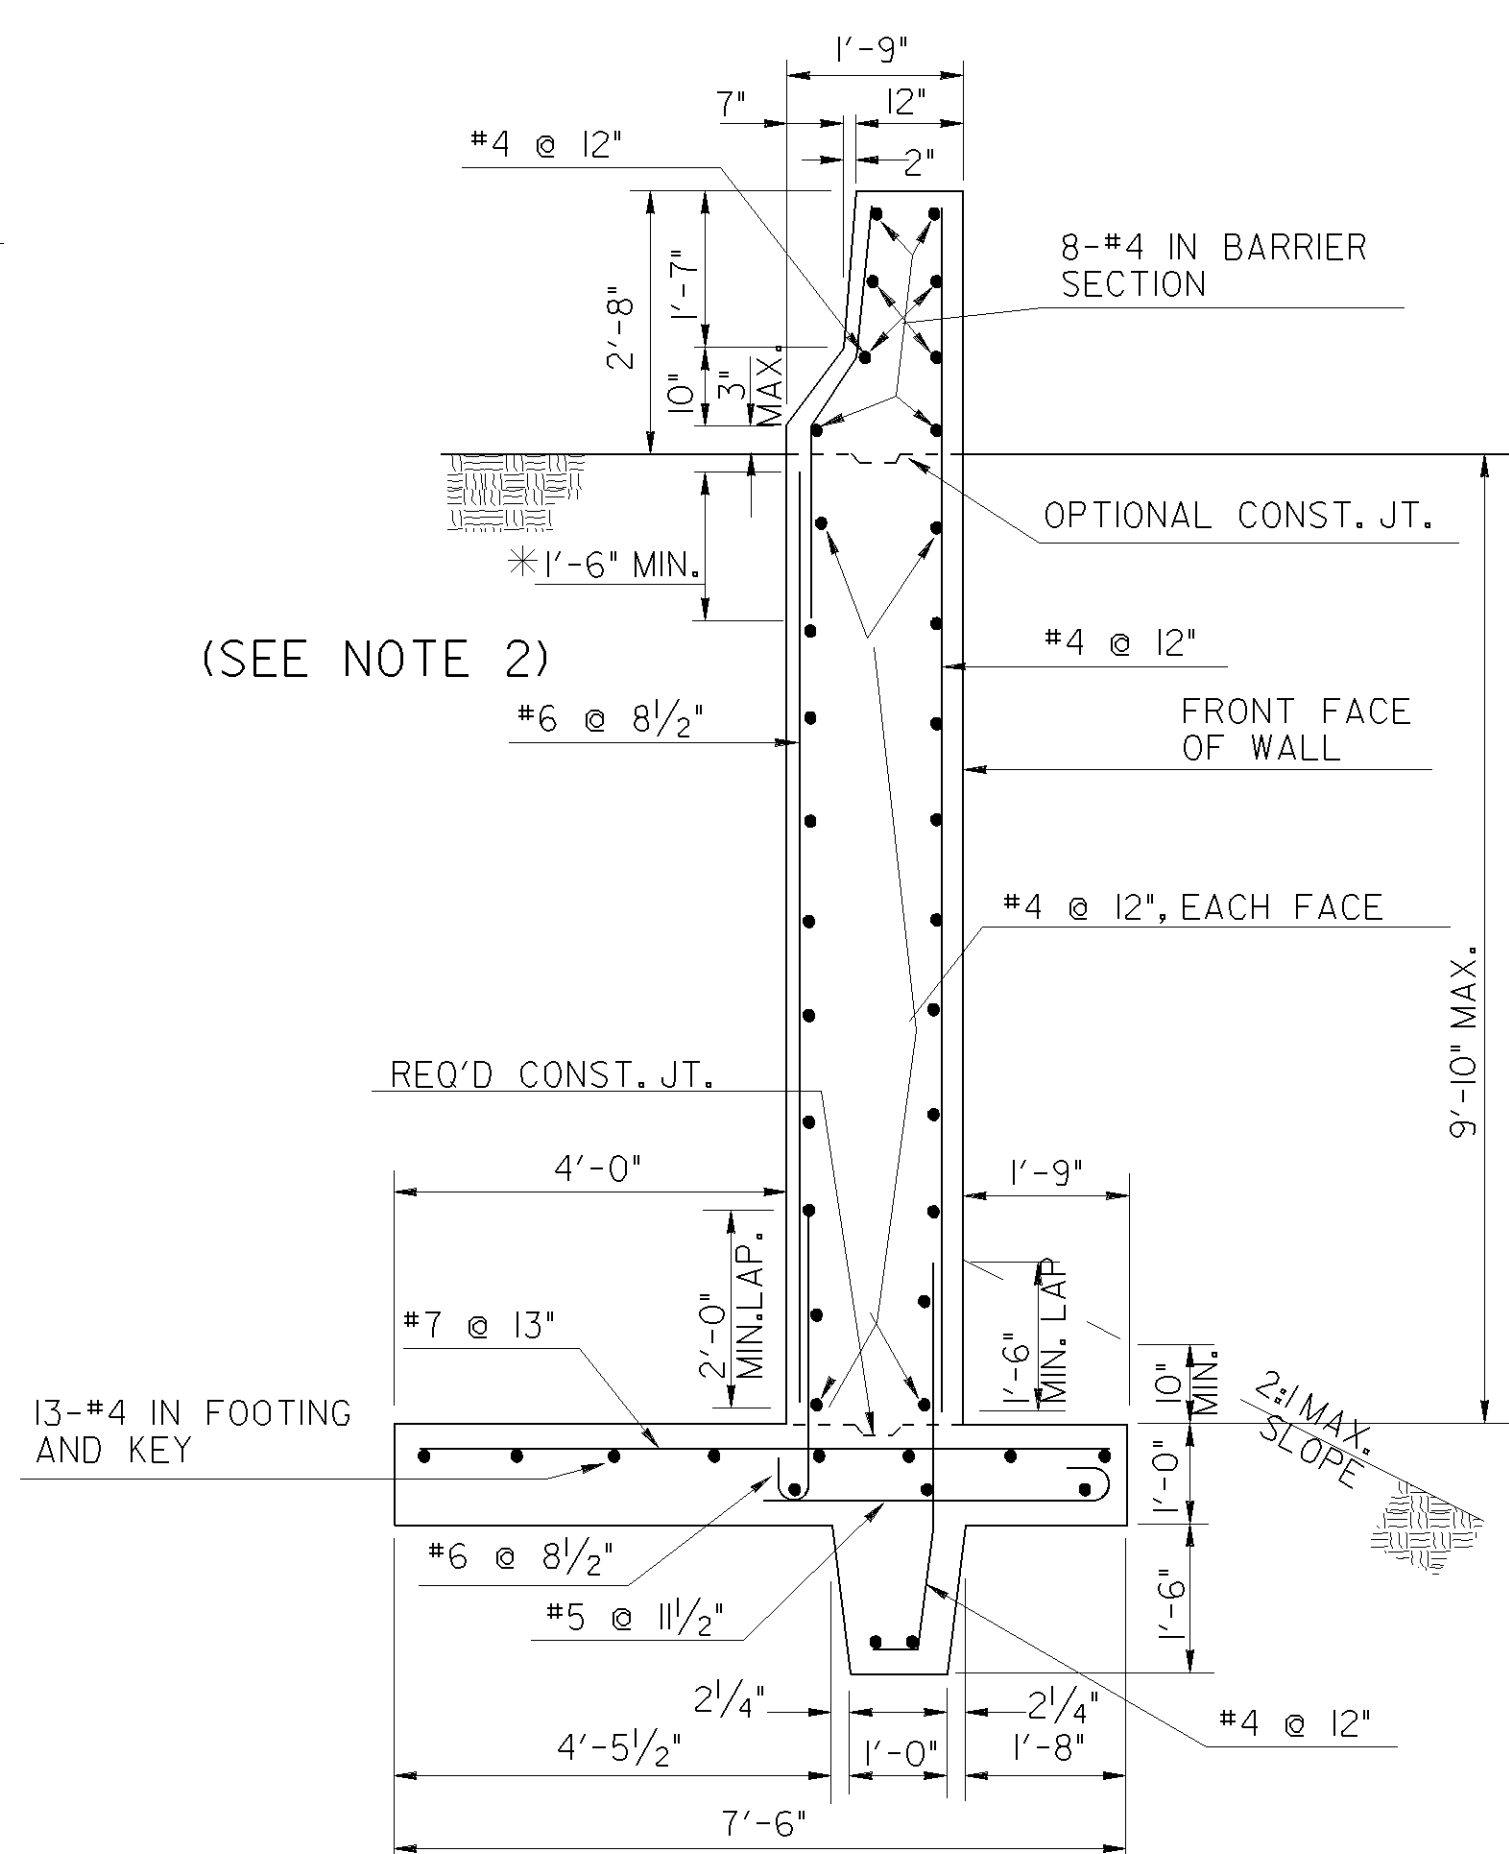 1'-9"
7"
12"
#4 @ 12"
2"
8-#4 IN BARRIER
SECTION
2'-8"
1'-7"
10"
3"
MAX.
OPTIONAL CONST. JT.
*1'-6" MIN.
#4 @ 12"
(SEE NOTE 2)
#6 @ 8 1/2"
FRONT FACE
OF WALL
#4 @ 12", EACH FACE
9'-10" MAX.
REQ'D CONST. JT.
4'-0"
1'-9"
2'-0"
MIN.LAP.
1'-6"
MIN. LAP
#7 @ 13"
10"
MIN.
2:1 MAX.
SLOPE
13-#4 IN FOOTING
AND KEY
1'-0"
#6 @ 8 1/2"
#5 @ 11 1/2"
1'-6"
2 1/4"
2 1/4"
#4 @ 12"
4'-5 1/2"
1'-0"
1'-8"
7'-6"